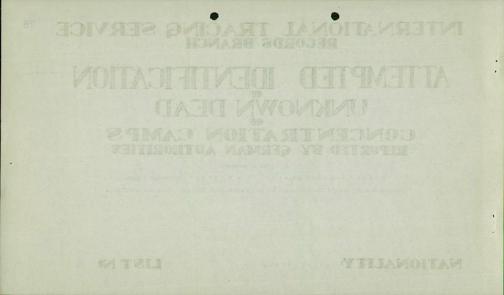 INTERNATIONAL TRACING SERVICE
RECORDS BRANCH
ATTEMPTED IDENTIFICATION
OF
UNKNOWN DEAD
OF
CONCENTRATION CAMPS
REPORTED BY GERMAN AUTHORITIES
NATIONALITY LIST Nº